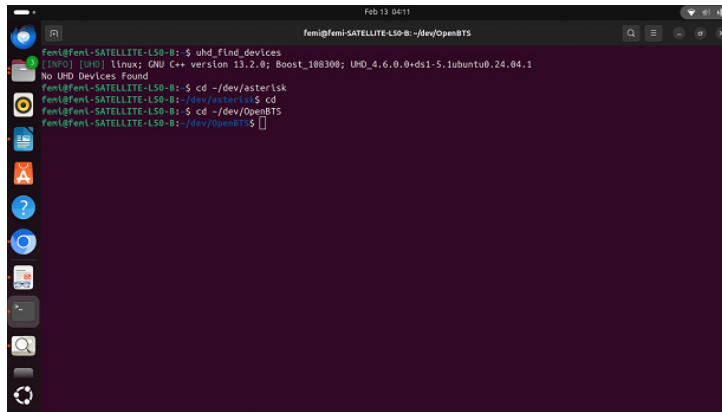 Feb 13 04:11
femi@femi-SATELLITE-L50-B: ~/dev/OpenBTS
femi@femi-SATELLITE-L50-B:~$ uhd_find_devices
[INFO] [UHD] linux; GNU C++ version 13.2.0; Boost_108300; UHD_4.6.0.0+ds1-5.1ubuntu0.24.04.1
No UHD Devices Found
femi@femi-SATELLITE-L50-B:~$ cd ~/dev/asterisk
femi@femi-SATELLITE-L50-B:~/dev/asterisk$ cd
femi@femi-SATELLITE-L50-B:~$ cd ~/dev/OpenBTS
femi@femi-SATELLITE-L50-B:~/dev/OpenBTS$
3